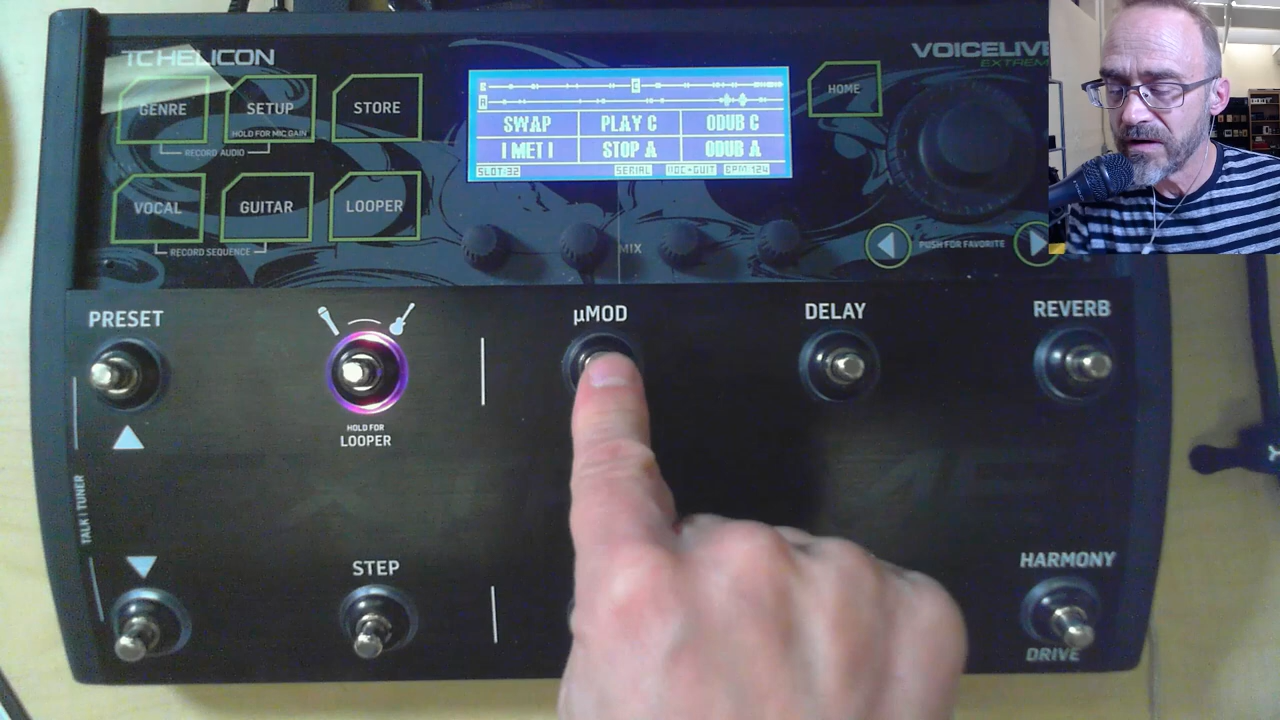 TC HELICON
VOICELIVE
EXTREME
GENRE
SETUP
HOLD FOR MIC GAIN
STORE
RECORD AUDIO
HOME
SWAP
PLAY C
ODUB C
[MET]
STOP A
ODUB A
SLOT:32
SERIAL
VOC+GUIT
BPM:124
VOCAL
GUITAR
LOOPER
RECORD SEQUENCE
MIX
PUSH FOR FAVORITE
PRESET
µMOD
DELAY
REVERB
HOLD FOR
LOOPER
TALK | TUNER
STEP
HARMONY
DRIVE